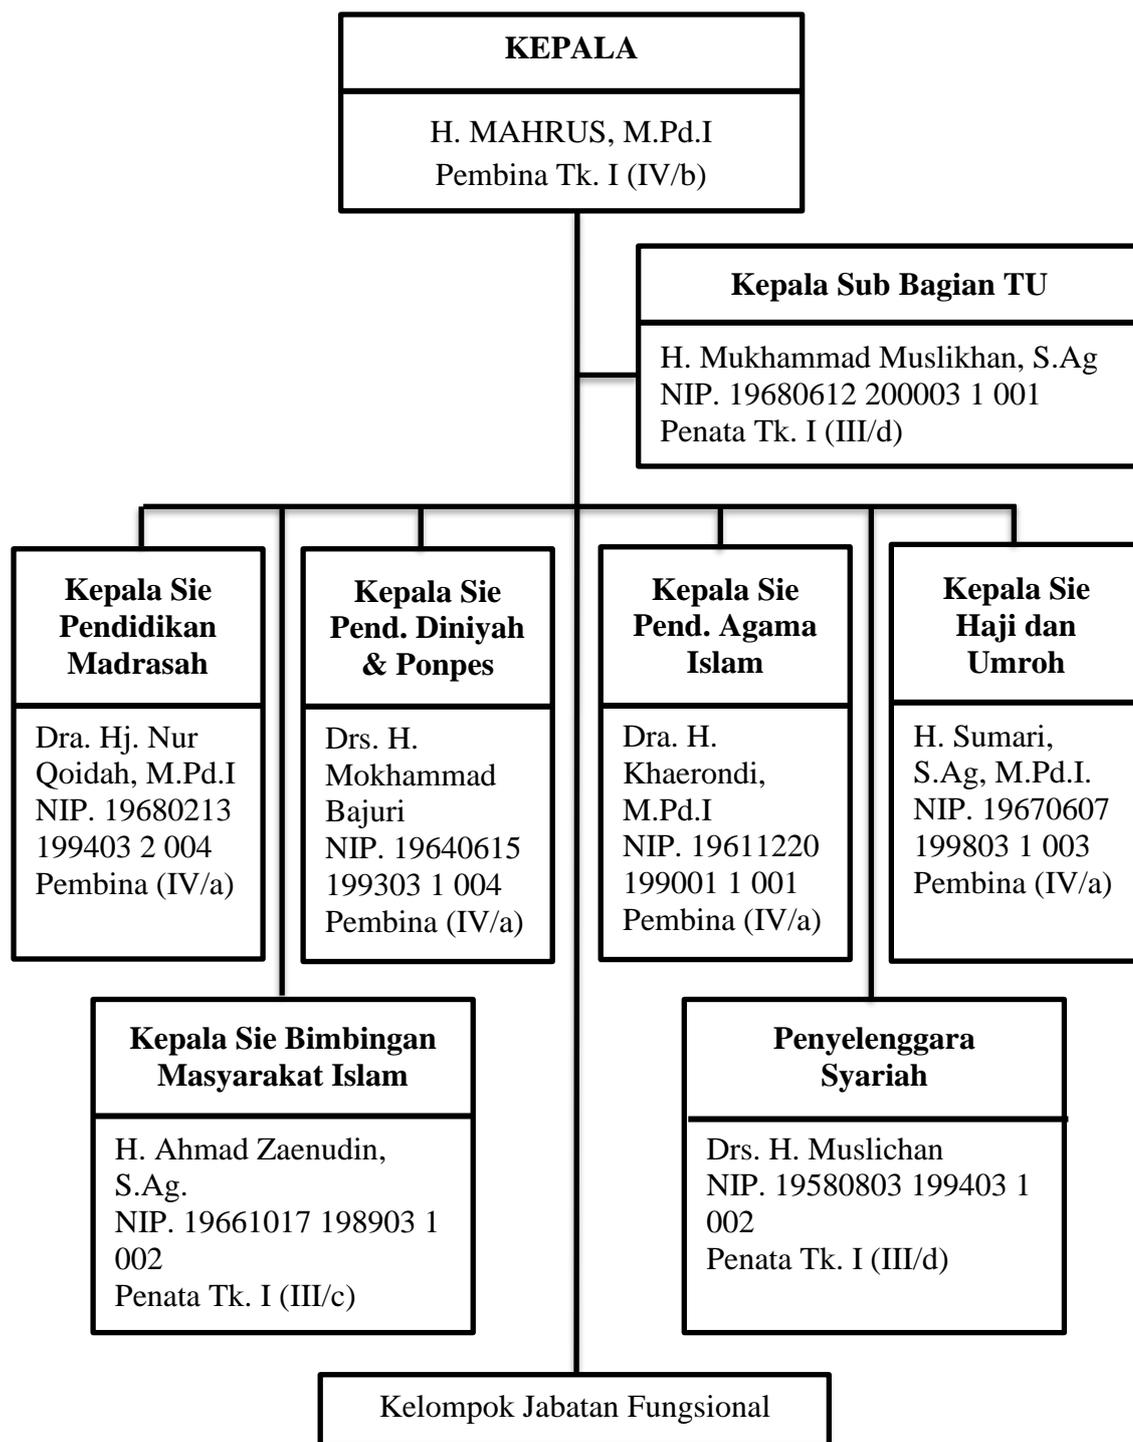 KEPALA
H. MAHRUS, M.Pd.I
Pembina Tk. I (IV/b)
Kepala Sub Bagian TU
H. Mukhammad Muslikhan, S.Ag
NIP. 19680612 200003 1 001
Penata Tk. I (III/d)
Kepala Sie
Pendidikan
Madrasah
Dra. Hj. Nur
Qoidah, M.Pd.I
NIP. 19680213
199403 2 004
Pembina (IV/a)
Kepala Sie
Pend. Diniyah
& Ponpes
Drs. H.
Mokhammad
Bajuri
NIP. 19640615
199303 1 004
Pembina (IV/a)
Kepala Sie
Pend. Agama
Islam
Dra. H.
Khaerondi,
M.Pd.I
NIP. 19611220
199001 1 001
Pembina (IV/a)
Kepala Sie
Haji dan
Umroh
H. Sumari,
S.Ag, M.Pd.I.
NIP. 19670607
199803 1 003
Pembina (IV/a)
Kepala Sie Bimbingan
Masyarakat Islam
H. Ahmad Zaenudin,
S.Ag.
NIP. 19661017 198903 1
002
Penata Tk. I (III/c)
Penyelenggara
Syariah
Drs. H. Muslichan
NIP. 19580803 199403 1
002
Penata Tk. I (III/d)
Kelompok Jabatan Fungsional